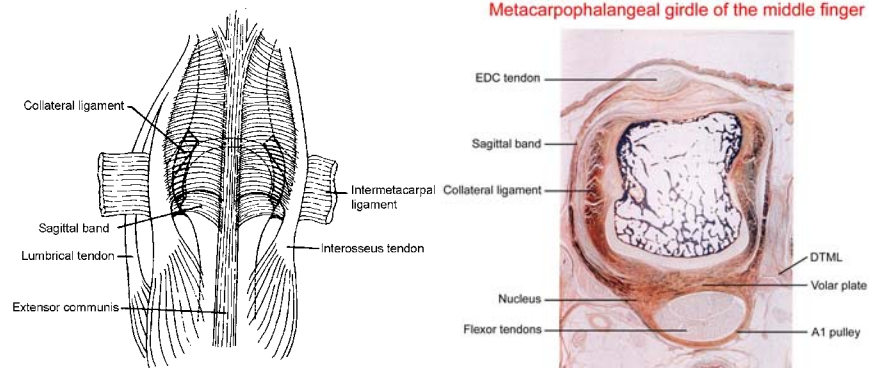 Metacarpophalangeal girdle of the middle finger
Collateral ligament
Sagittal band
Lumbrical tendon
Extensor communis
Intermetacarpal
ligament
Interosseus tendon
EDC tendon
Sagittal band
Collateral ligament
Nucleus
Flexor tendons
DTML
Volar plate
A1 pulley